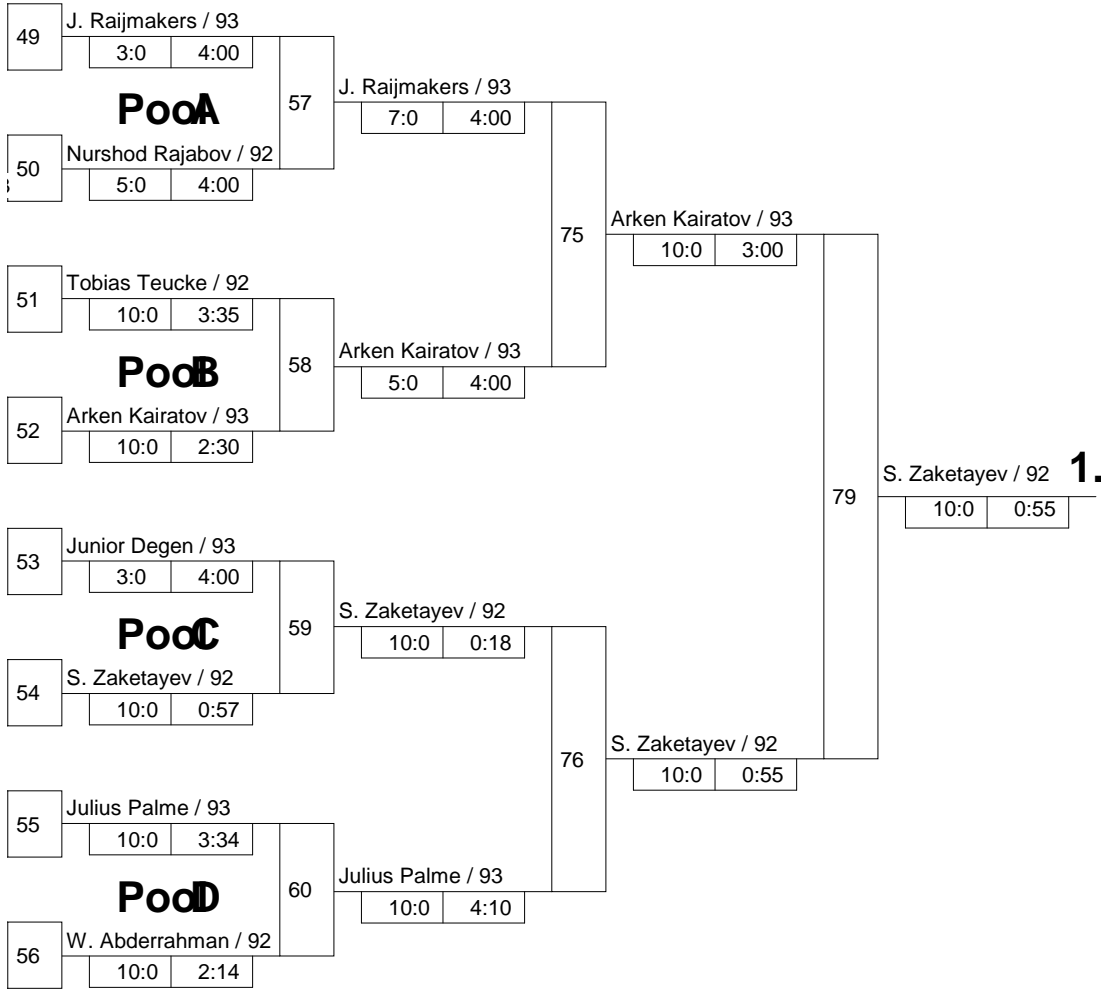 49 J. Raijmakers / 93
3:0 4:00
Pool A
57 J. Raijmakers / 93
7:0 4:00
50 Nurshod Rajabov / 92
5:0 4:00
75 Arken Kairatov / 93
10:0 3:00
51 Tobias Teucke / 92
10:0 3:35
Pool B
58 Arken Kairatov / 93
5:0 4:00
52 Arken Kairatov / 93
10:0 2:30
79 S. Zaketayev / 92 1.
10:0 0:55
53 Junior Degen / 93
3:0 4:00
Pool C
59 S. Zaketayev / 92
10:0 0:18
54 S. Zaketayev / 92
10:0 0:57
76 S. Zaketayev / 92
10:0 0:55
55 Julius Palme / 93
10:0 3:34
Pool D
60 Julius Palme / 93
10:0 4:10
56 W. Abderrahman / 92
10:0 2:14